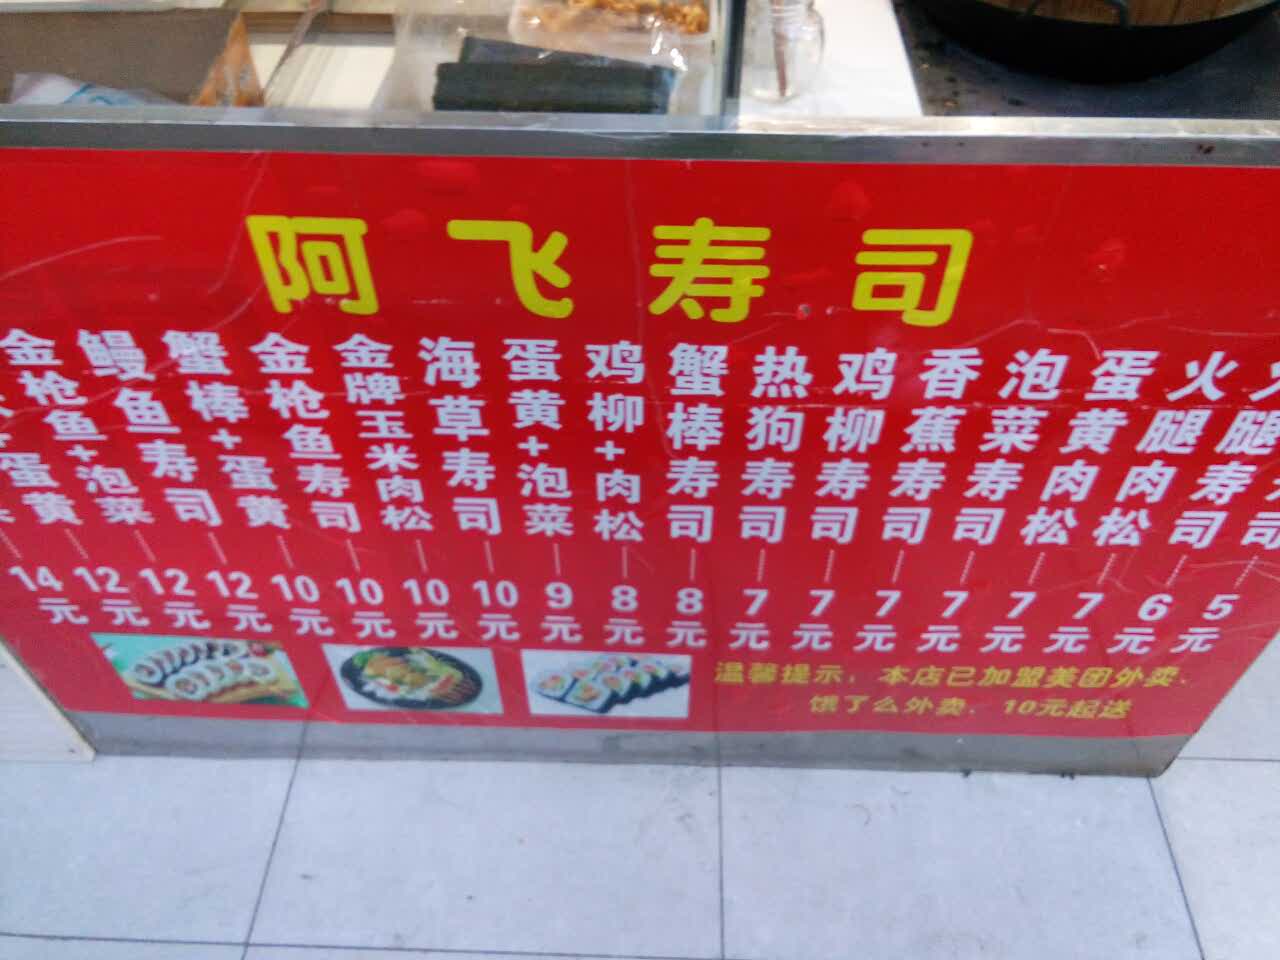 阿飞寿司
14元
蛋黄 12元
金枪鱼+泡菜 12元
鳗鱼寿司 12元
蟹棒+蛋黄 10元
金枪鱼寿司 10元
金牌玉米肉松 10元
海草寿司 10元
蛋黄+泡菜 9元
鸡柳+肉松 8元
蟹棒寿司 8元
热狗寿司 7元
鸡柳寿司 7元
香蕉寿司 7元
泡菜寿司 7元
蛋黄肉松 7元
火腿肉松 7元
火腿寿司 6元
司 5元
温馨提示：本店已加盟美团外卖、
饿了么外卖、10元起送